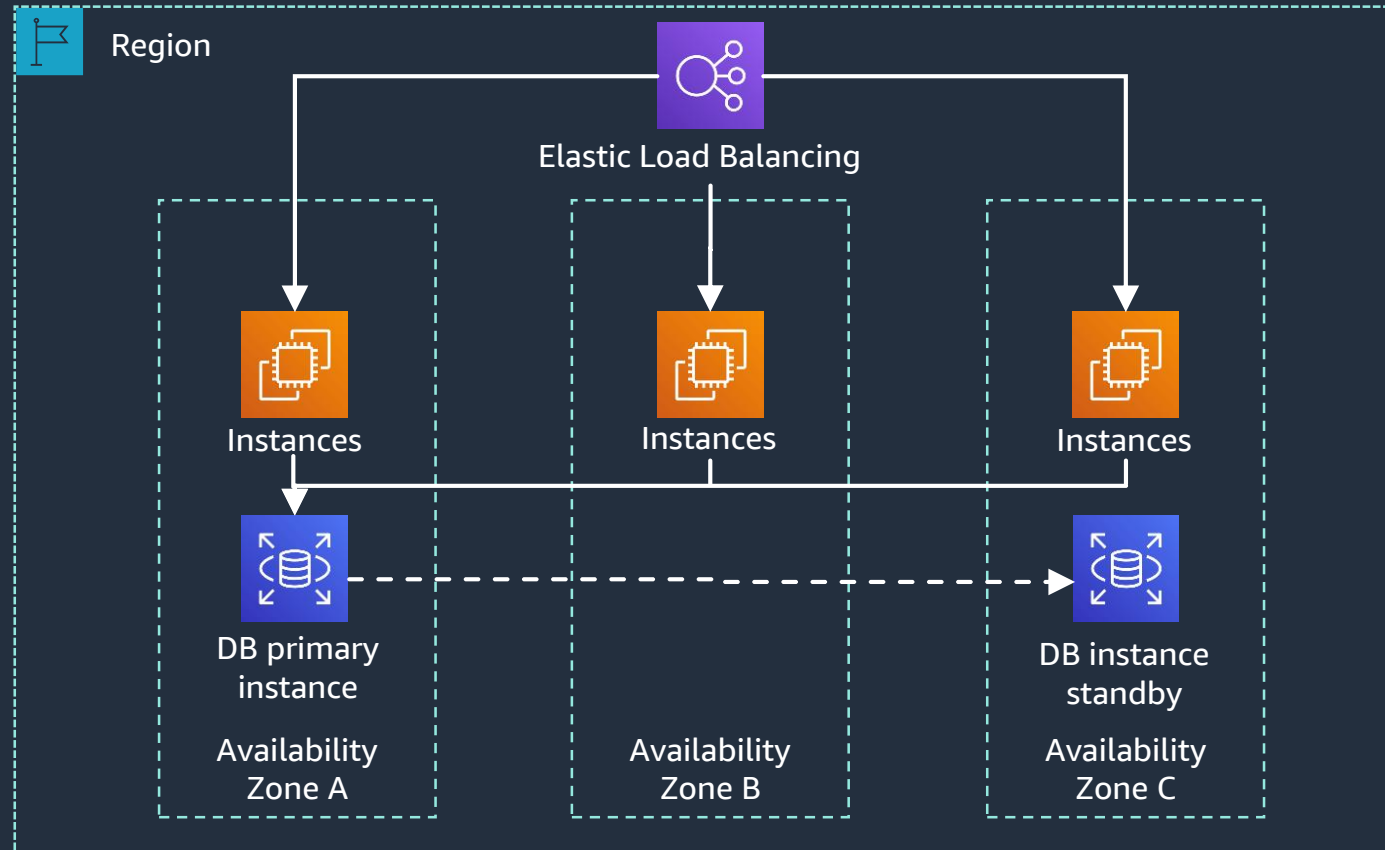 Region
Elastic Load Balancing
Instances
Instances
Instances
DB primary
instance
DB instance
standby
Availability
Zone A
Availability
Zone B
Availability
Zone C